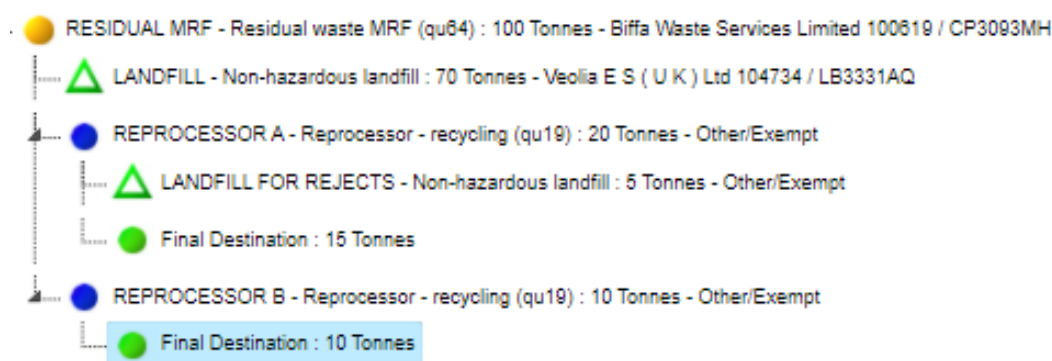 RESIDUAL MRF - Residual waste MRF (qu64) : 100 Tonnes - Biffa Waste Services Limited 100619 / CP3093MH
LANDFILL - Non-hazardous landfill : 70 Tonnes - Veolia E S ( U K ) Ltd 104734 / LB3331AQ
REPROCESSOR A - Reprocessor - recycling (qu19) : 20 Tonnes - Other/Exempt
LANDFILL FOR REJECTS - Non-hazardous landfill : 5 Tonnes - Other/Exempt
Final Destination : 15 Tonnes
REPROCESSOR B - Reprocessor - recycling (qu19) : 10 Tonnes - Other/Exempt
Final Destination : 10 Tonnes